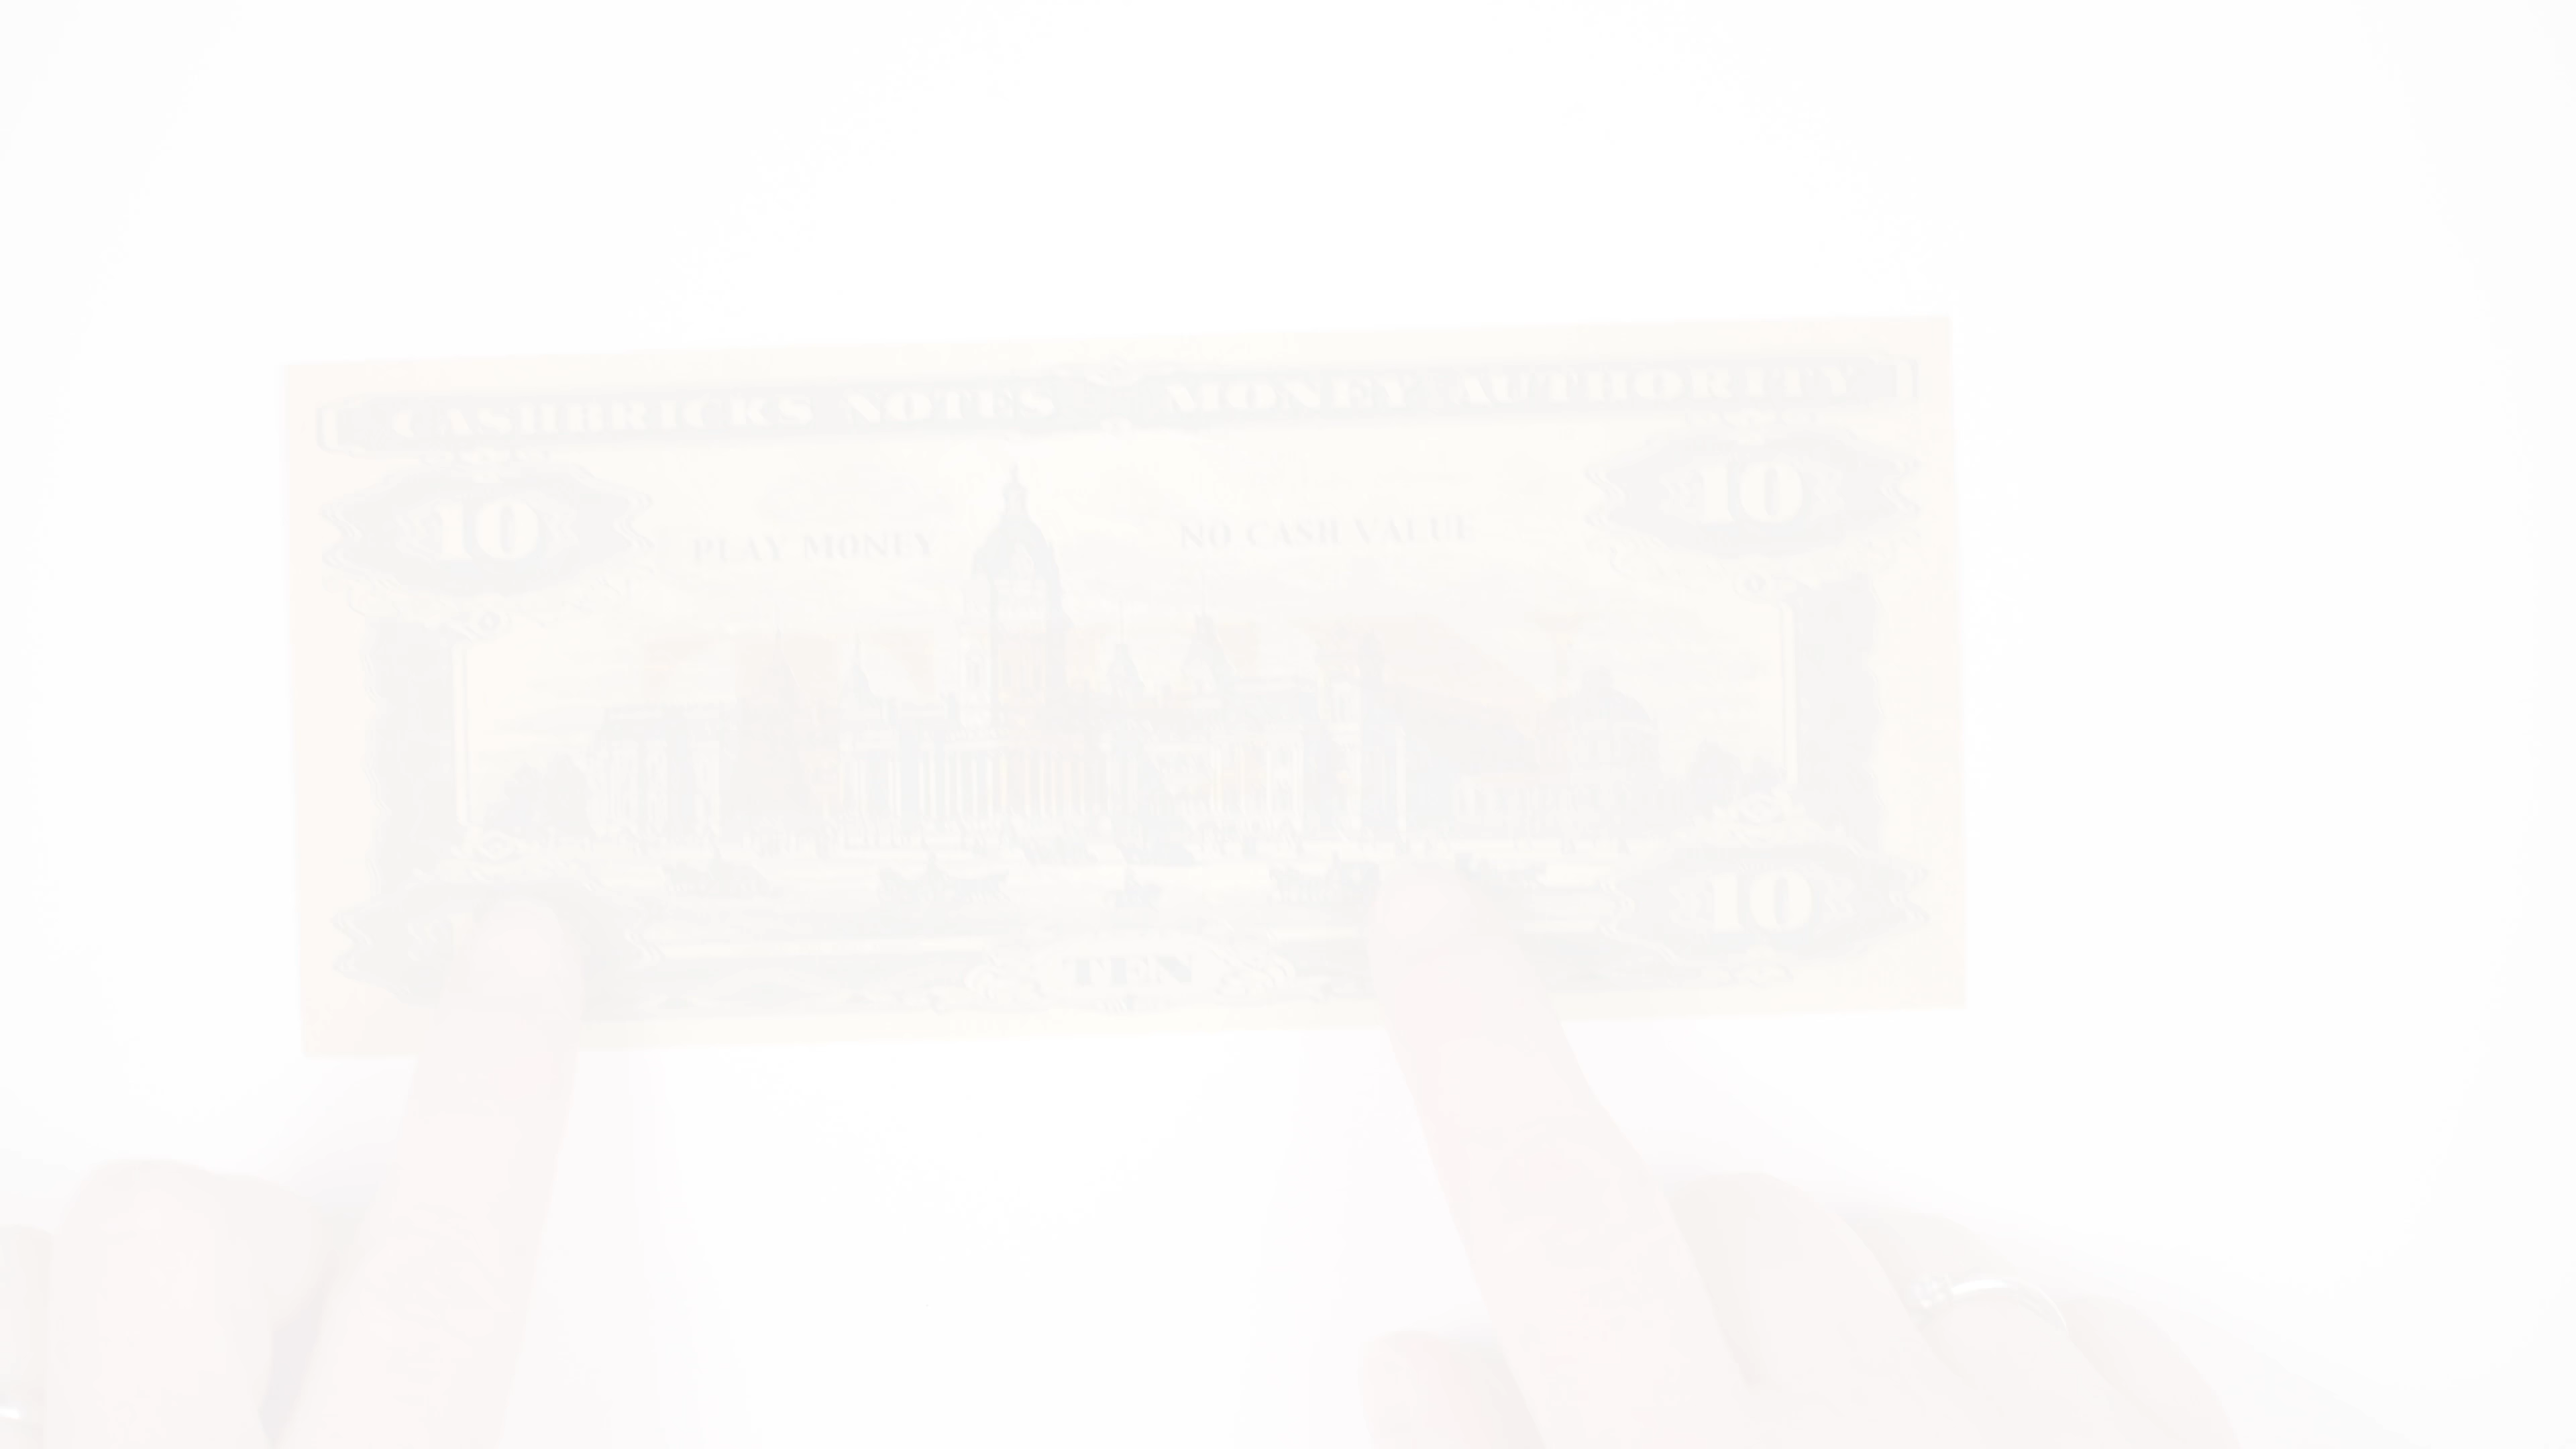 CASHBRICKS NOTES MONEY AUTHORITY
10 10
PLAY MONEY NO CASH VALUE
10
TEN